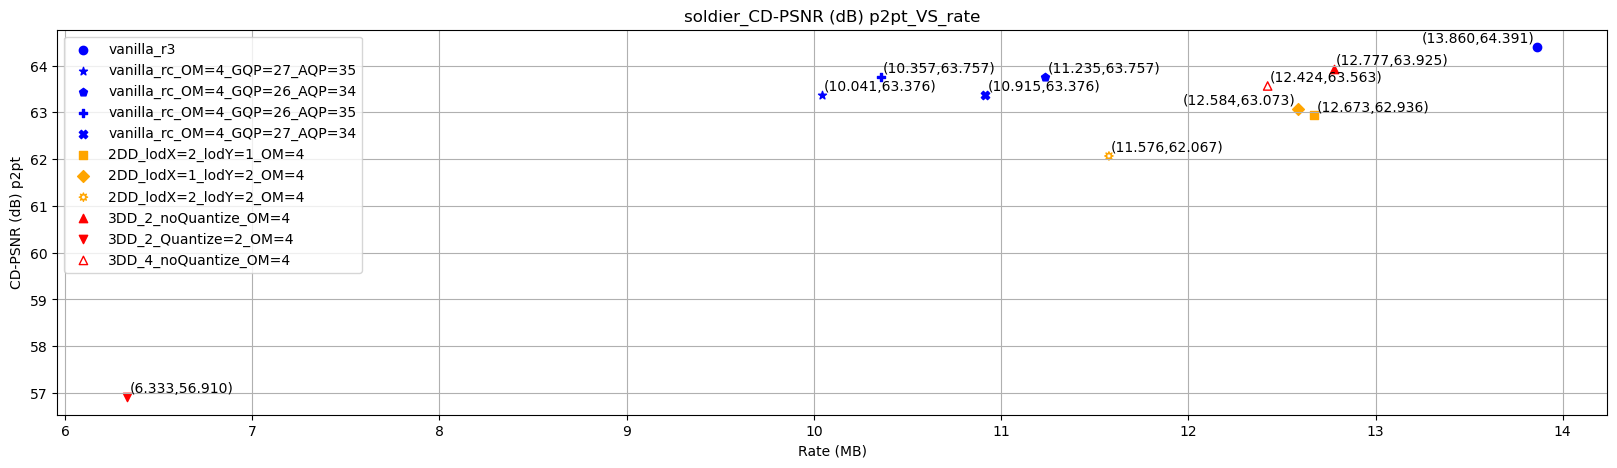 soldier_CD-PSNR (dB) p2pt_VS_rate
vanilla_r3
vanilla_rc_OM=4_GQP=27_AQP=35
vanilla_rc_OM=4_GQP=26_AQP=34
vanilla_rc_OM=4_GQP=26_AQP=35
vanilla_rc_OM=4_GQP=27_AQP=34
2DD_lodX=2_lodY=1_OM=4
2DD_lodX=1_lodY=2_OM=4
2DD_lodX=2_lodY=2_OM=4
3DD_2_noQuantize_OM=4
3DD_2_Quantize=2_OM=4
3DD_4_noQuantize_OM=4
(13.860,64.391)
(12.777,63.925)
(10.357,63.757)
(11.235,63.757)
(12.424,63.563)
(10.041,63.376)
(10.915,63.376)
(12.584,63.073)
(12.673,62.936)
(11.576,62.067)
(6.333,56.910)
CD-PSNR (dB) p2pt
64
63
62
61
60
59
58
57
6
7
8
9
10
11
12
13
14
Rate (MB)